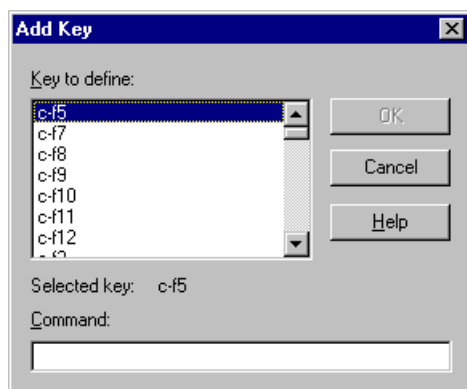 Add Key
Key to define:
c-f5
c-f7
c-f8
c-f9
c-f10
c-f11
c-f12
OK
Cancel
Help
Selected key: c-f5
Command: